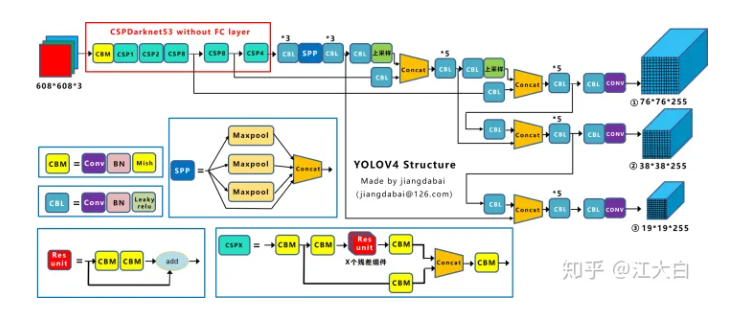 CSPDarknet53 without FC layer
CBM CSP1 CSP2 CSP8 CSP8 CSP4 *3 CBL SPP *3 CBL CBL 上采样 Concat *5 CBL CBL 上采样 Concat *5 CBL CBL CONV
CBL
CBL
608*608*3
① 76*76*255
CBL Concat *5 CBL CBL CONV
② 38*38*255
CBL Concat *5 CBL CBL CONV
③ 19*19*255
CBM = Conv BN Mish
CBL = Conv BN Leaky relu
SPP = Maxpool
Maxpool
Maxpool
Concat
YOLOV4 Structure
Made by jiangdabai
(jiangdabai@126.com)
Res unit = CBM CBM add
CSPX = CBM CBM Res unit CBM Concat CBM
X个残差组件
CBM
知乎 @江大白